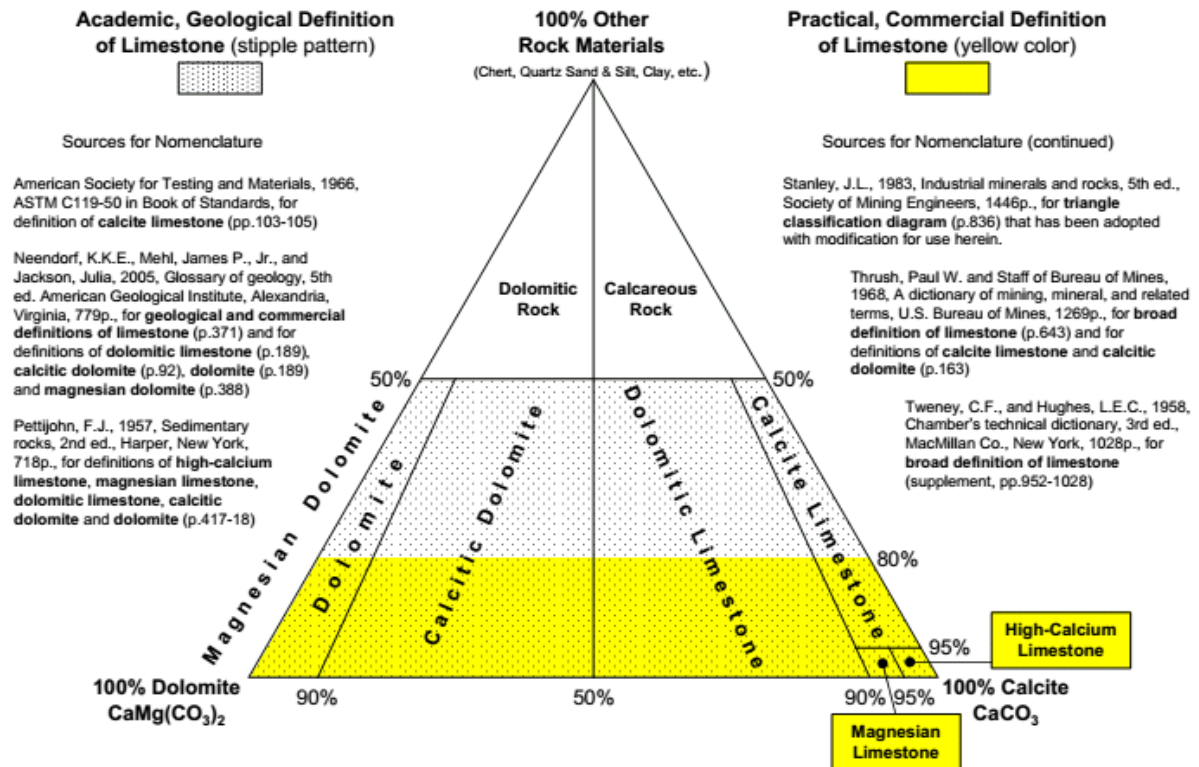 Academic, Geological Definition
of Limestone (stipple pattern)
100% Other
Rock Materials
(Chert, Quartz Sand & Silt, Clay, etc.)
Practical, Commercial Definition
of Limestone (yellow color)
Sources for Nomenclature
American Society for Testing and Materials, 1966,
ASTM C119-50 in Book of Standards, for
definition of calcite limestone (pp.103-105)
Neendorf, K.K.E., Mehl, James P., Jr., and
Jackson, Julia, 2005, Glossary of geology, 5th
ed. American Geological Institute, Alexandria,
Virginia, 779p., for geological and commercial
definitions of limestone (p.371) and for
definitions of dolomitic limestone (p.189),
calcitic dolomite (p.92), dolomite (p.189)
and magnesian dolomite (p.388)
Pettijohn, F.J., 1957, Sedimentary
rocks, 2nd ed., Harper, New York,
718p., for definitions of high-calcium
limestone, magnesian limestone,
dolomitic limestone, calcitic
dolomite and dolomite (p.417-18)
Sources for Nomenclature (continued)
Stanley, J.L., 1983, Industrial minerals and rocks, 5th ed.,
Society of Mining Engineers, 1446p., for triangle
classification diagram (p.836) that has been adopted
with modification for use herein.
Thrush, Paul W. and Staff of Bureau of Mines,
1968, A dictionary of mining, mineral, and related
terms, U.S. Bureau of Mines, 1269p., for broad
definition of limestone (p.643) and for
definitions of calcite limestone and calcitic
dolomite (p.163)
Tweney, C.F., and Hughes, L.E.C., 1958,
Chamber's technical dictionary, 3rd ed.,
MacMillan Co., New York, 1028p., for
broad definition of limestone
(supplement, pp.952-1028)
Dolomitic
Rock
Calcareous
Rock
50%
50%
Magnesian Dolomite
Dolomite
Calcitic Dolomite
Dolomitic Limestone
Calcite Limestone
80%
95%
High-Calcium
Limestone
100% Dolomite
CaMg(CO₃)₂
90%
50%
90%
95%
100% Calcite
CaCO₃
Magnesian
Limestone